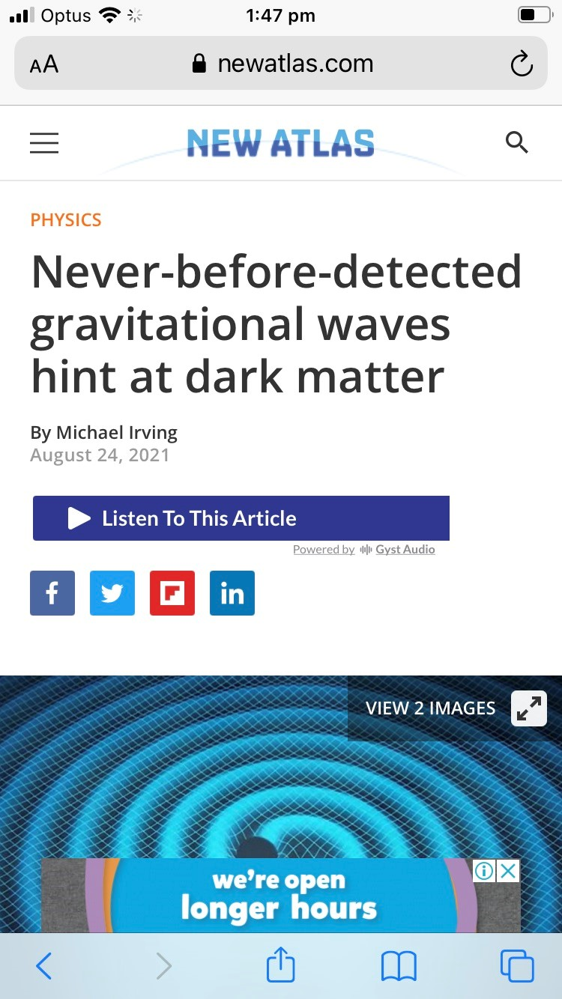 Optus 1:47 pm
AA newatlas.com
NEW ATLAS
PHYSICS
Never-before-detected
gravitational waves
hint at dark matter
By Michael Irving
August 24, 2021
Listen To This Article
Powered by Gyst Audio
f in
VIEW 2 IMAGES
we're open
longer hours